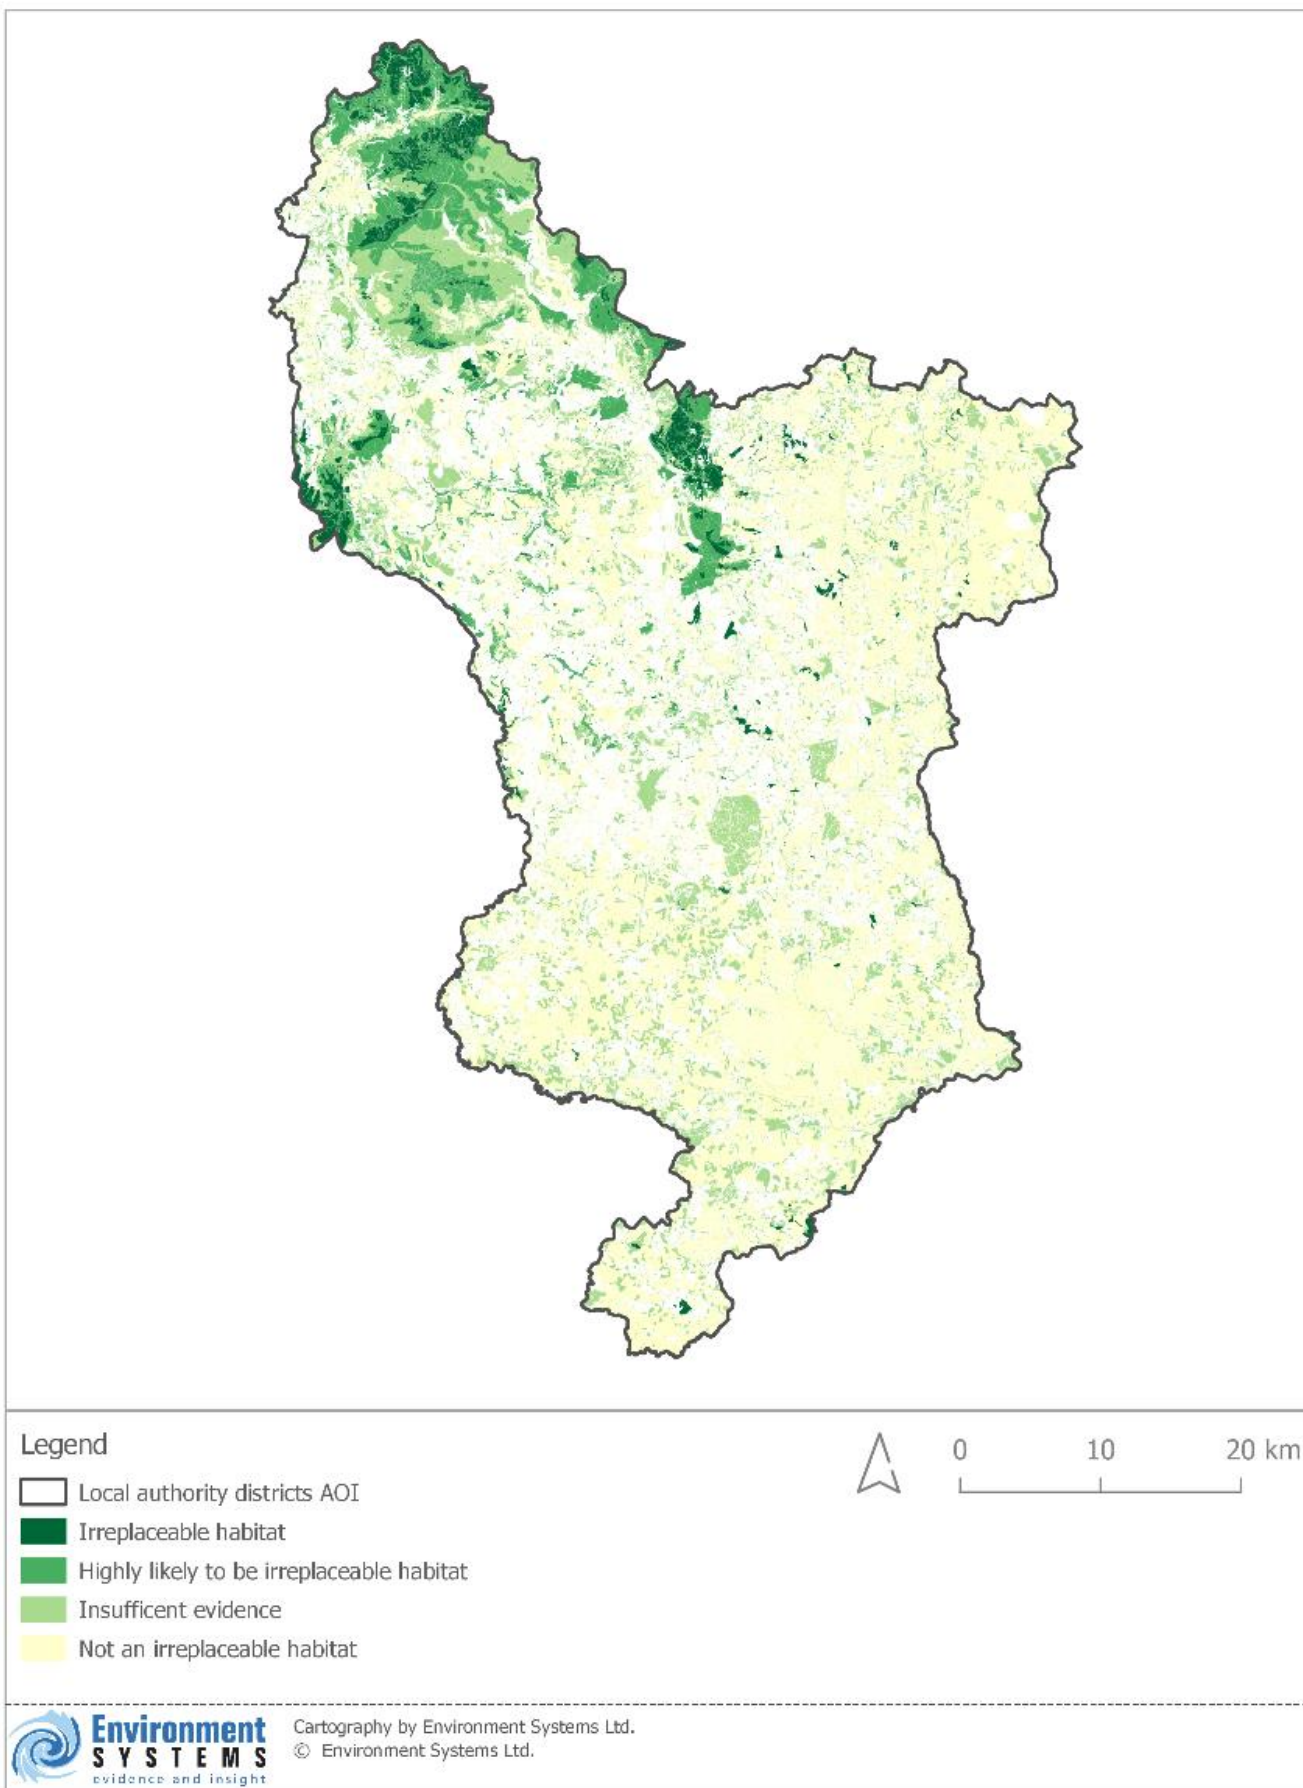 Legend
0 10 20 km
Local authority districts AOI
Irreplaceable habitat
Highly likely to be irreplaceable habitat
Insufficent evidence
Not an irreplaceable habitat
Environment
SYSTEMS
evidence and insight
Cartography by Environment Systems Ltd.
© Environment Systems Ltd.